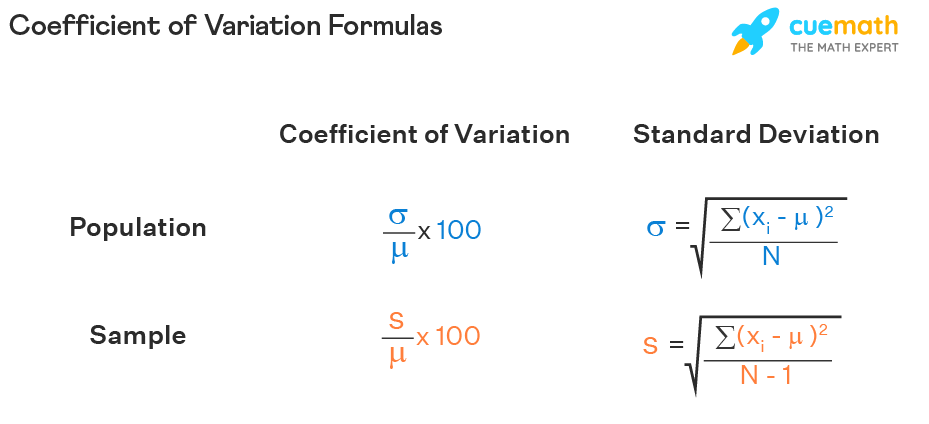 Coefficient of Variation Formulas
cuemath
THE MATH EXPERT
Coefficient of Variation Standard Deviation
Population σ/μ x 100 σ = √(∑(xᵢ - μ )²/N)
Sample s/μ x 100 s = √(∑(xᵢ - μ )²/N - 1)